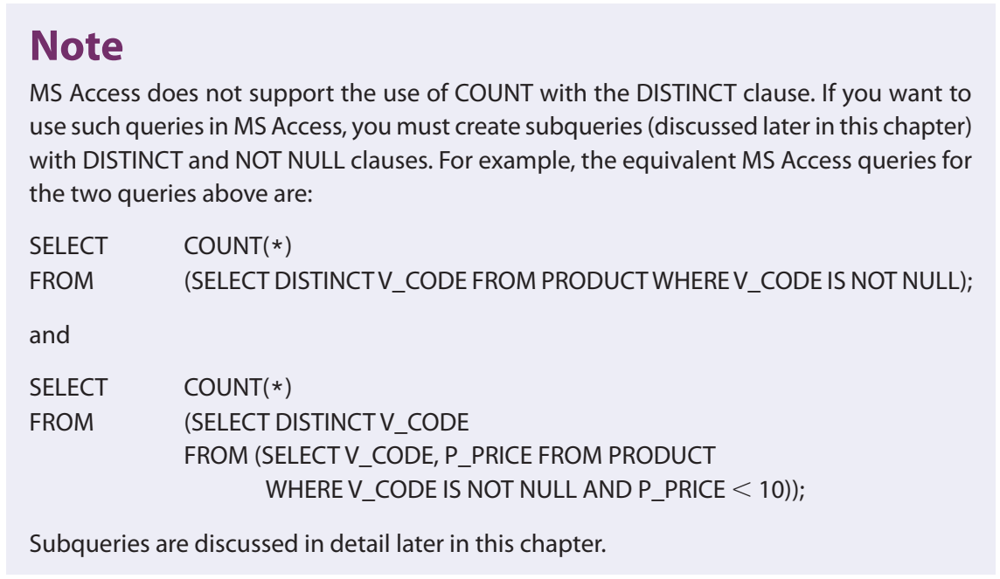 Note
MS Access does not support the use of COUNT with the DISTINCT clause. If you want to
use such queries in MS Access, you must create subqueries (discussed later in this chapter)
with DISTINCT and NOT NULL clauses. For example, the equivalent MS Access queries for
the two queries above are:
SELECT COUNT(*)
FROM (SELECT DISTINCT V_CODE FROM PRODUCT WHERE V_CODE IS NOT NULL);
and
SELECT COUNT(*)
FROM (SELECT DISTINCT V_CODE
FROM (SELECT V_CODE, P_PRICE FROM PRODUCT
WHERE V_CODE IS NOT NULL AND P_PRICE < 10));
Subqueries are discussed in detail later in this chapter.